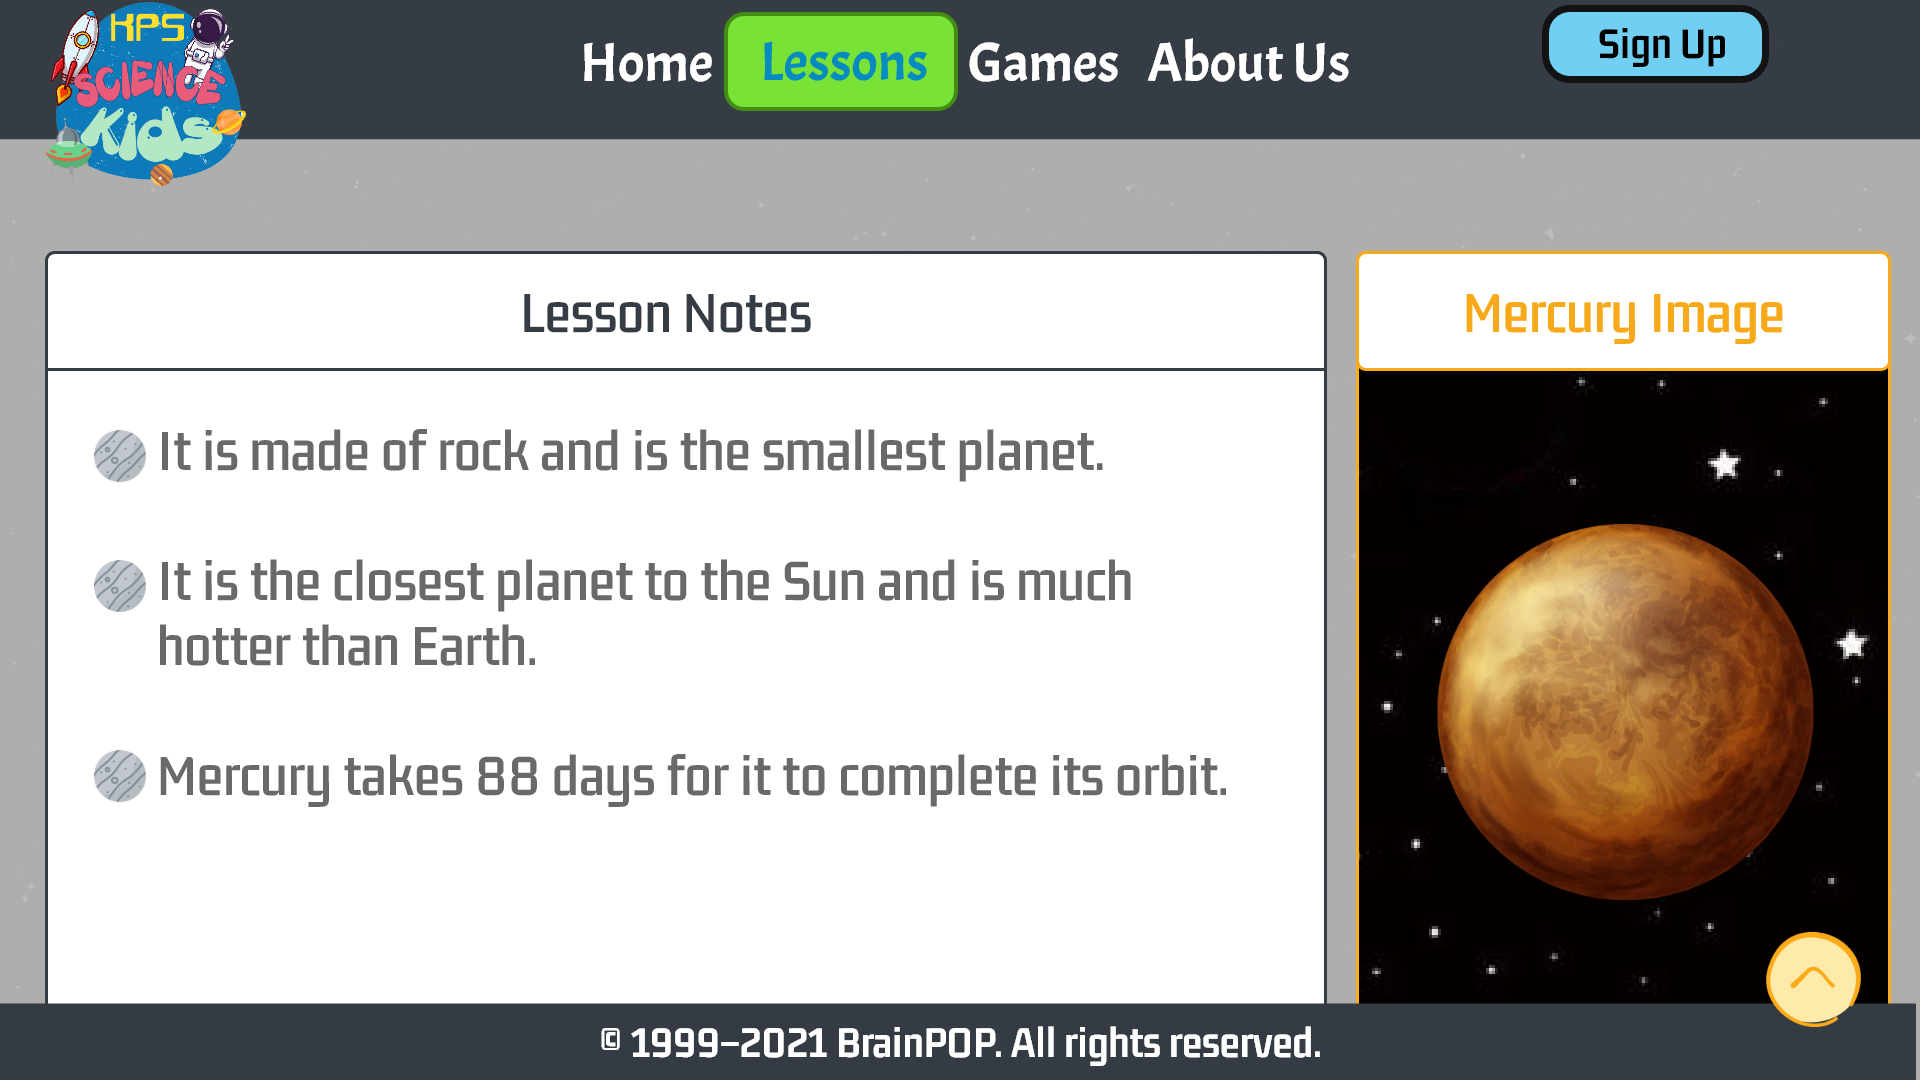 KPS
SCIENCE
Kids
Home Lessons Games About Us
Sign Up
Lesson Notes
It is made of rock and is the smallest planet.
It is the closest planet to the Sun and is much
hotter than Earth.
Mercury takes 88 days for it to complete its orbit.
Mercury Image
© 1999–2021 BrainPOP. All rights reserved.